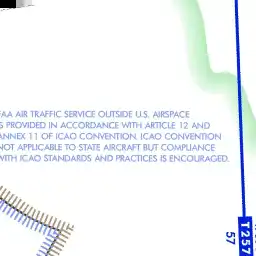 FAA AIR TRAFFIC SERVICE OUTSIDE U.S. AIRSPACE
IS PROVIDED IN ACCORDANCE WITH ARTICLE 12 AND
ANNEX 11 OF ICAO CONVENTION. ICAO CONVENTION
NOT APPLICABLE TO STATE AIRCRAFT BUT COMPLIANCE
WITH ICAO STANDARDS AND PRACTICES IS ENCOURAGED.
T257
57